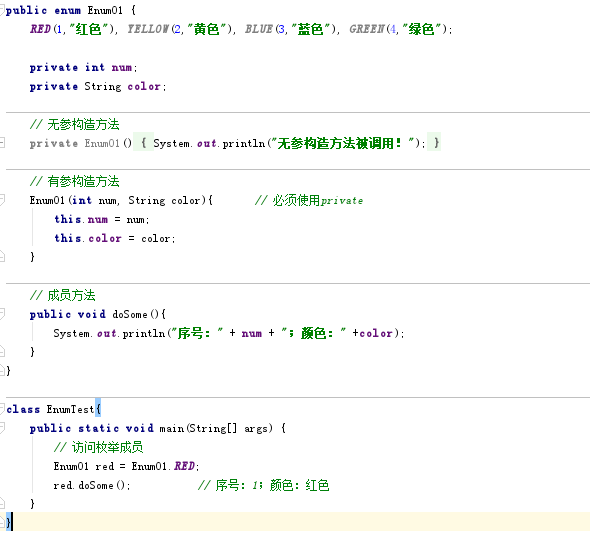 public enum Enum01 {
RED(1,"红色"), YELLOW(2,"黄色"), BLUE(3,"蓝色"), GREEN(4,"绿色");
private int num;
private String color;
// 无参构造方法
private Enum01() { System.out.println("无参构造方法被调用！"); }
// 有参构造方法
Enum01(int num, String color){ // 必须使用private
this.num = num;
this.color = color;
}
// 成员方法
public void doSome(){
System.out.println("序号：" + num + "；颜色：" +color);
}
}
class EnumTest{
public static void main(String[] args) {
// 访问枚举成员
Enum01 red = Enum01.RED;
red.doSome(); // 序号：1；颜色：红色
}
}